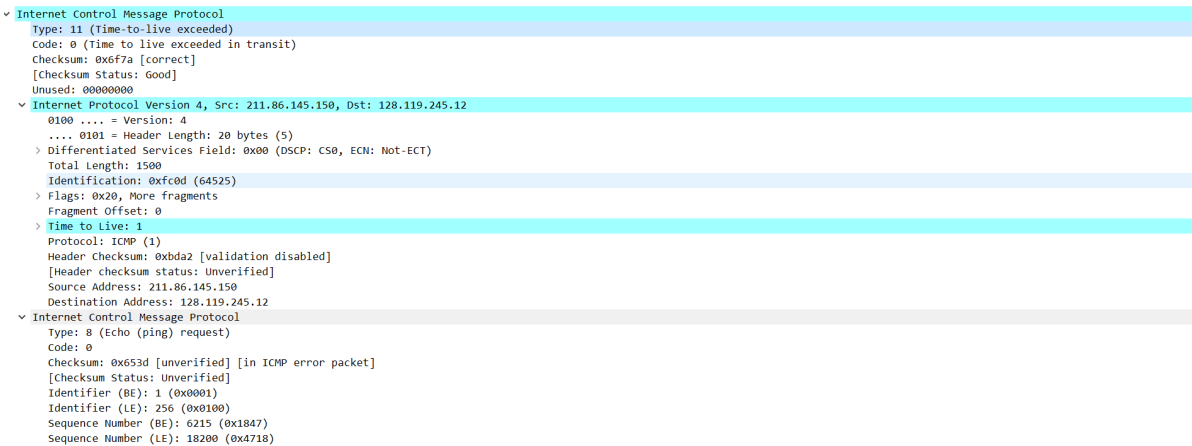 Internet Control Message Protocol
Type: 11 (Time-to-live exceeded)
Code: 0 (Time to live exceeded in transit)
Checksum: 0x6f7a [correct]
[Checksum Status: Good]
Unused: 00000000
Internet Protocol Version 4, Src: 211.86.145.150, Dst: 128.119.245.12
0100 .... = Version: 4
.... 0101 = Header Length: 20 bytes (5)
Differentiated Services Field: 0x00 (DSCP: CS0, ECN: Not-ECT)
Total Length: 1500
Identification: 0xfc0d (64525)
Flags: 0x20, More fragments
Fragment Offset: 0
Time to Live: 1
Protocol: ICMP (1)
Header Checksum: 0xbda2 [validation disabled]
[Header checksum status: Unverified]
Source Address: 211.86.145.150
Destination Address: 128.119.245.12
Internet Control Message Protocol
Type: 8 (Echo (ping) request)
Code: 0
Checksum: 0x653d [unverified] [in ICMP error packet]
[Checksum Status: Unverified]
Identifier (BE): 1 (0x0001)
Identifier (LE): 256 (0x0100)
Sequence Number (BE): 6215 (0x1847)
Sequence Number (LE): 18200 (0x4718)